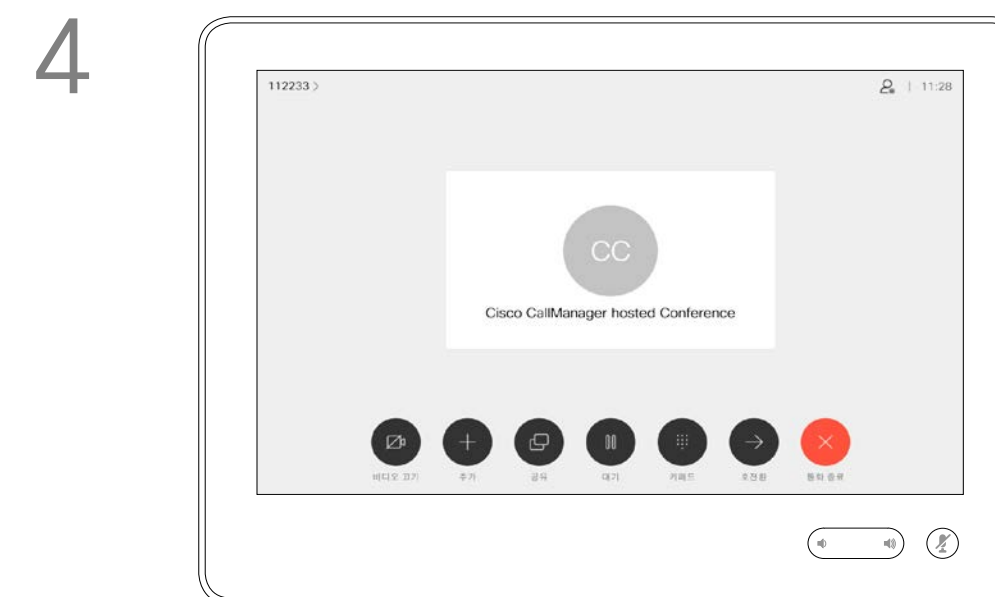 4
112233 >
| 11:28
CC
Cisco CallManager hosted Conference
비디오 끄기 추가 공유 대기 키패드 호전환 통화 종료